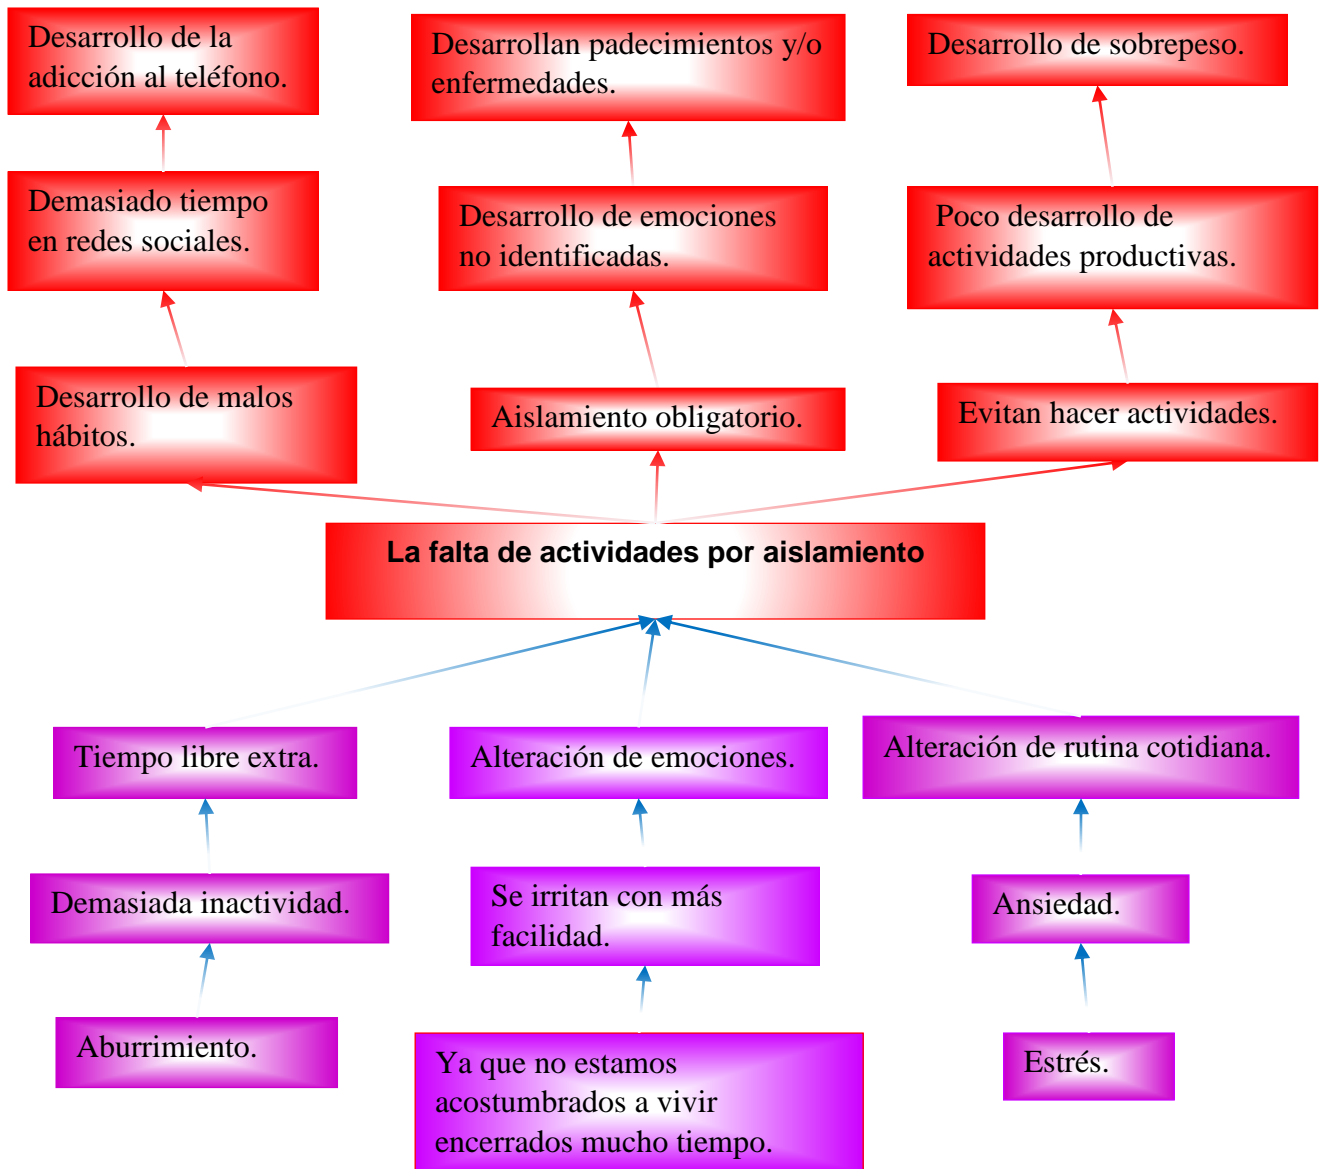 Desarrollo de la
adicción al teléfono.
Desarrollan padecimientos y/o
enfermedades.
Desarrollo de sobrepeso.
Demasiado tiempo
en redes sociales.
Desarrollo de emociones
no identificadas.
Poco desarrollo de
actividades productivas.
Desarrollo de malos
hábitos.
Aislamiento obligatorio.
Evitan hacer actividades.
La falta de actividades por aislamiento
Tiempo libre extra.
Alteración de emociones.
Alteración de rutina cotidiana.
Demasiada inactividad.
Se irritan con más
facilidad.
Ansiedad.
Aburrimiento.
Ya que no estamos
acostumbrados a vivir
encerrados mucho tiempo.
Estrés.